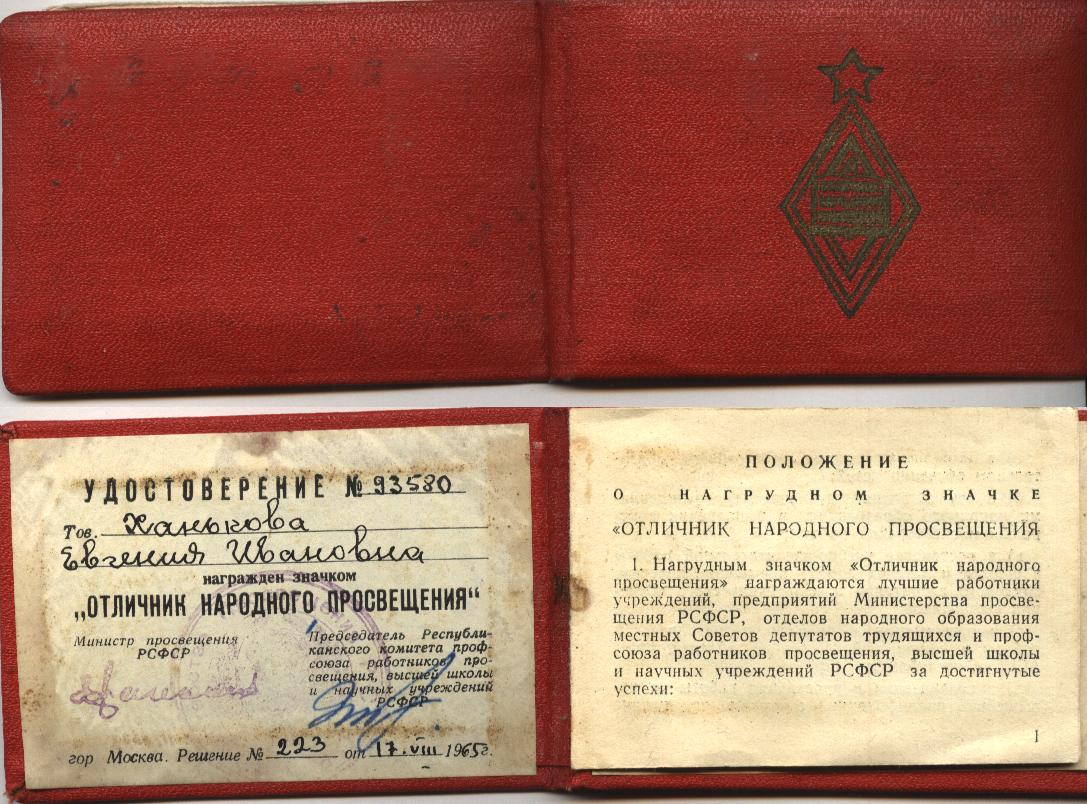 УДОСТОВЕРЕНИЕ № 93580
Тов. Ханькова
Евгения Ивановна
награжден значком
„ОТЛИЧНИК НАРОДНОГО ПРОСВЕЩЕНИЯ“
Министр просвещения
РСФСР
Председатель Республи-
канского комитета проф-
союза работников про-
свещения, высшей школы
и научных учреждений
РСФСР
гор Москва. Решение № 223 от 17.VIII 1965г.
ПОЛОЖЕНИЕ
О НАГРУДНОМ ЗНАЧКЕ
«ОТЛИЧНИК НАРОДНОГО ПРОСВЕЩЕНИЯ
1. Нагрудным значком «Отличник народного
просвещения» награждаются лучшие работники
учреждений, предприятий Министерства просве-
щения РСФСР, отделов народного образования
местных Советов депутатов трудящихся и проф-
союза работников просвещения, высшей школы
и научных учреждений РСФСР за достигнутые
успехи:
1